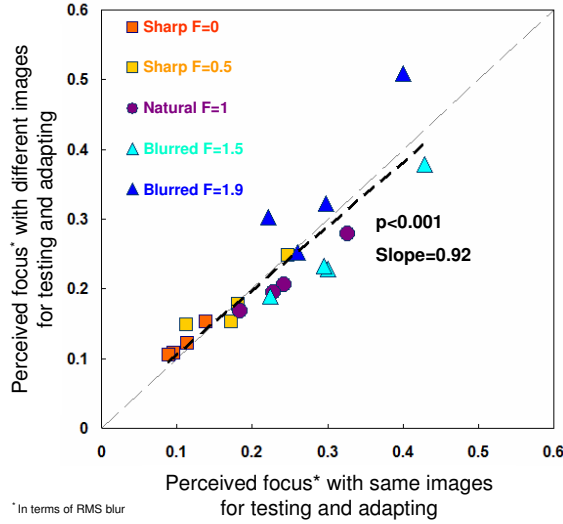 0.6
0.5
0.4
0.3
0.2
0.1
0
Sharp F=0
Sharp F=0.5
Natural F=1
Blurred F=1.5
Blurred F=1.9
p<0.001
Slope=0.92
Perceived focus* with different images
for testing and adapting
0 0.1 0.2 0.3 0.4 0.5 0.6
Perceived focus* with same images
for testing and adapting
* In terms of RMS blur